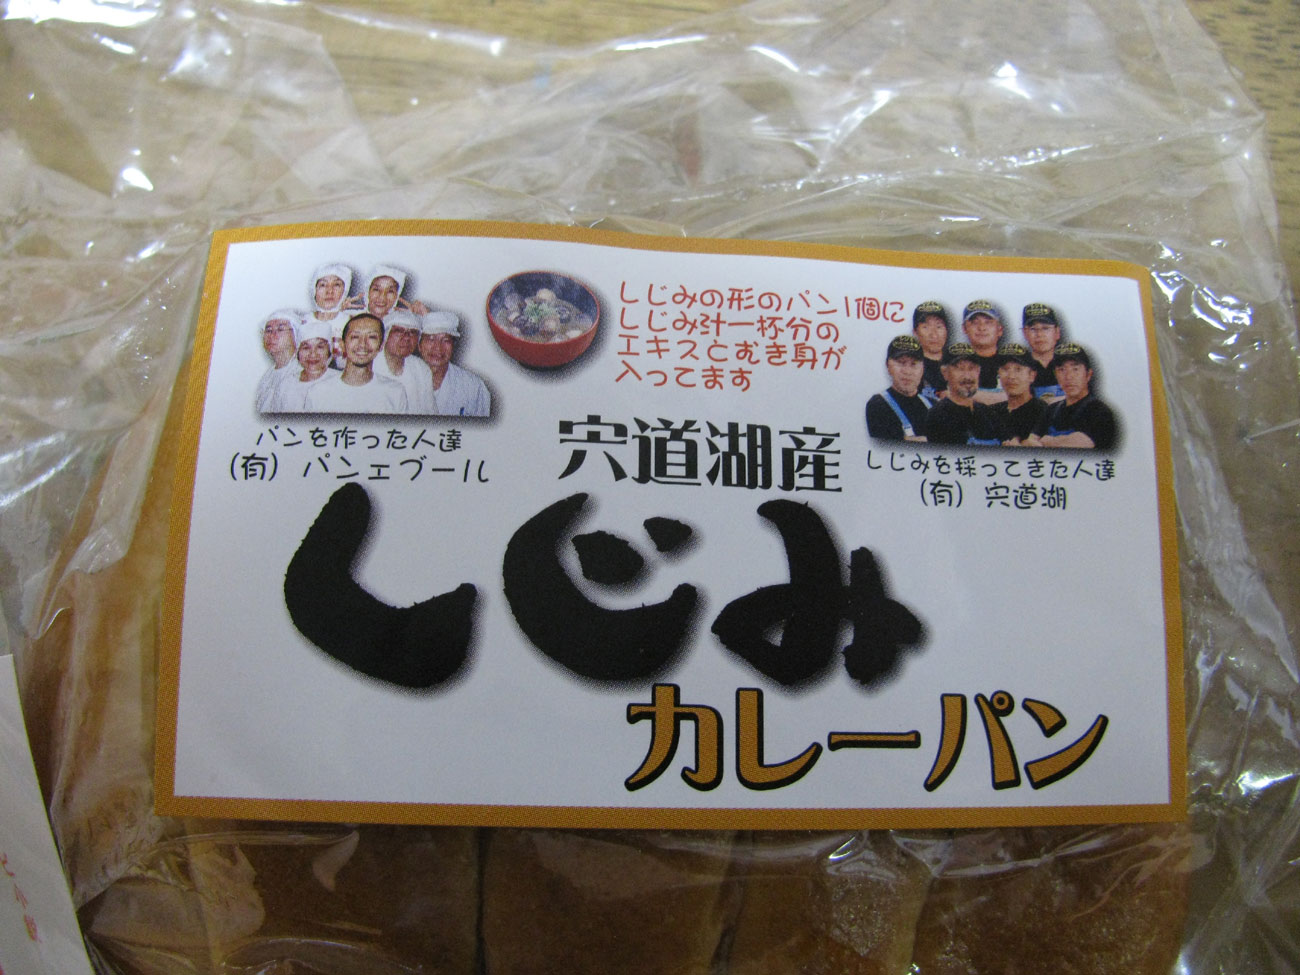 しじみの形のパン1個に
しじみ汁一杯分の
エキスとむき身が
入ってます
パンを作った人達
(有) パンエブール
宍道湖産
しじみを採ってきた人達
(有) 宍道湖
しじみ
カレーパン